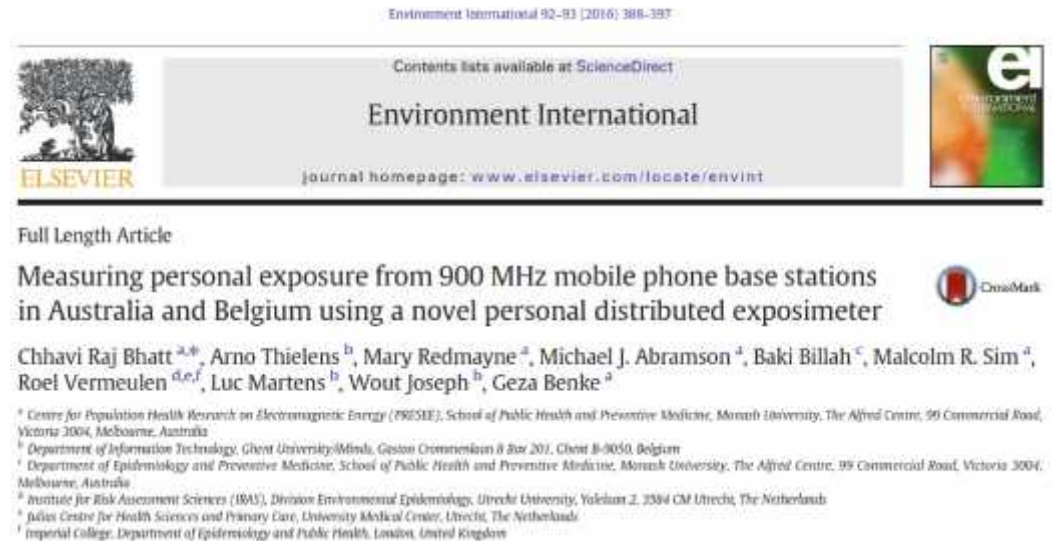 Environment International 92–93 (2016) 388–397
Contents lists available at ScienceDirect
Environment International
journal homepage: www.elsevier.com/locate/envint
ELSEVIER
ei
environment
INTERNATIONAL
Full Length Article
Measuring personal exposure from 900 MHz mobile phone base stations
in Australia and Belgium using a novel personal distributed exposimeter
CrossMark
Chhavi Raj Bhatt a,*, Arno Thielens b, Mary Redmayne a, Michael J. Abramson a, Baki Billah c, Malcolm R. Sim a,
Roel Vermeulen d,e,f, Luc Martens b, Wout Joseph b, Geza Benke a
a Centre for Population Health Research on Electromagnetic Energy (PRESEE), School of Public Health and Preventive Medicine, Monash University, The Alfred Centre, 99 Commercial Road,
Victoria 3004, Melbourne, Australia
b Department of Information Technology, Ghent University/iMinds, Gaston Crommenlaan 8 Box 201, Ghent B-9050, Belgium
c Department of Epidemiology and Preventive Medicine, School of Public Health and Preventive Medicine, Monash University, The Alfred Centre, 99 Commercial Road, Victoria 3004,
Melbourne, Australia
d Institute for Risk Assessment Sciences (IRAS), Division Environmental Epidemiology, Utrecht University, Yalelaan 2, 3584 CM Utrecht, The Netherlands
e Julius Centre for Health Sciences and Primary Care, University Medical Center, Utrecht, The Netherlands
f Imperial College, Department of Epidemiology and Public Health, London, United Kingdom